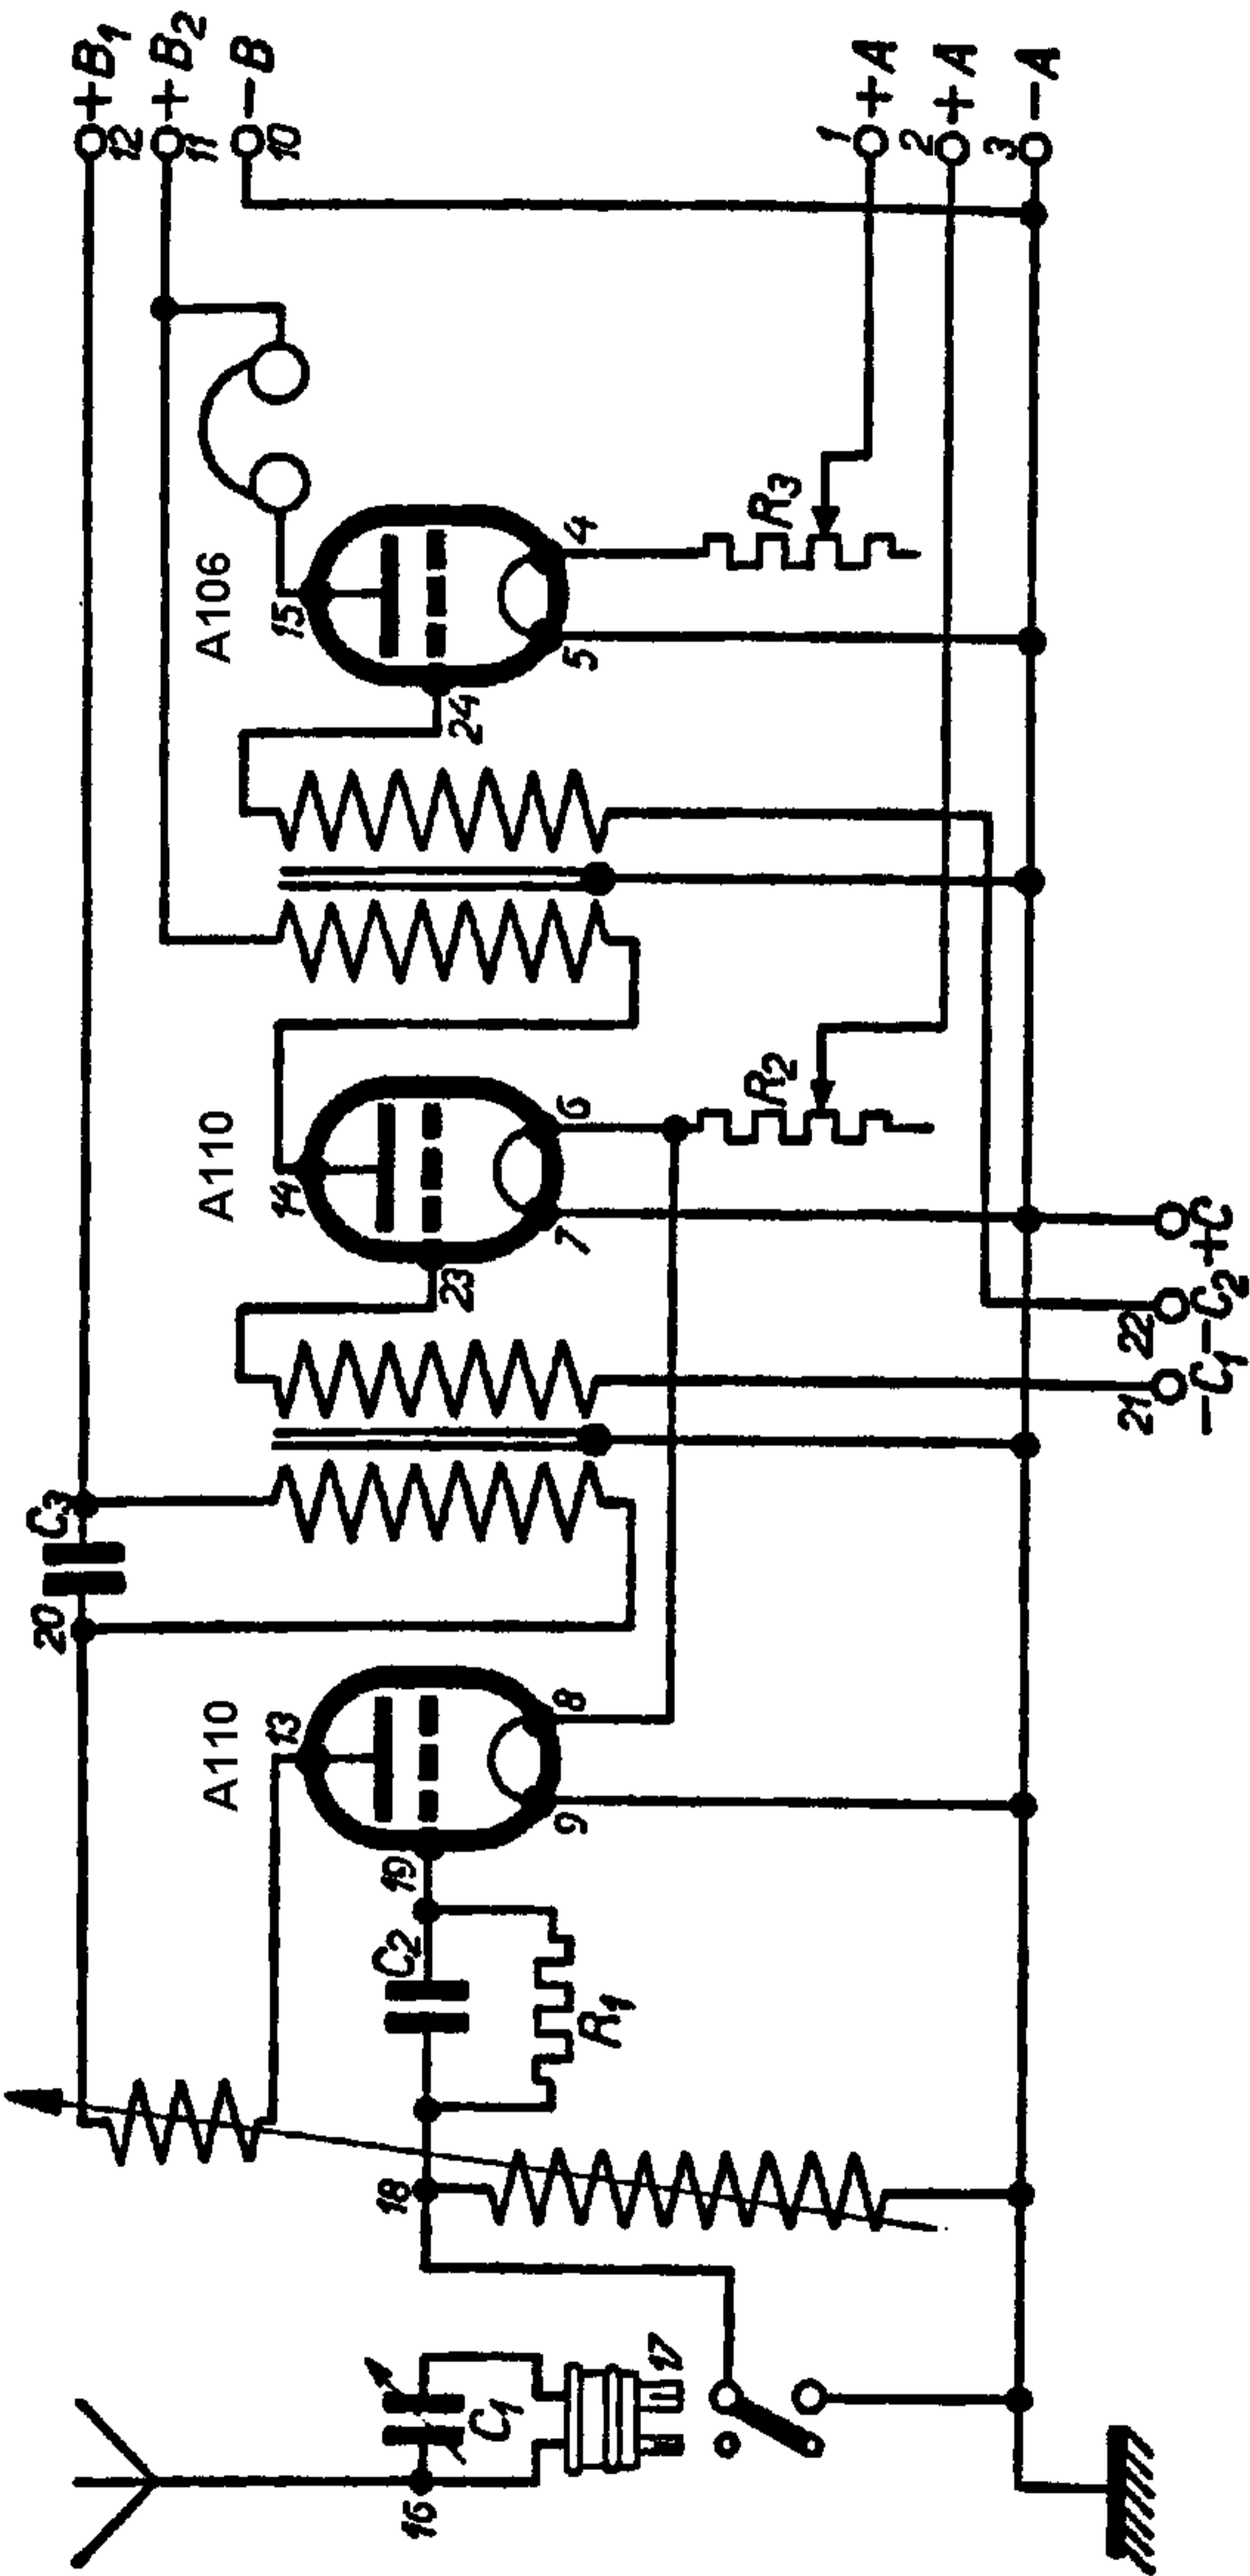 20 C₃
+B₁
12
+B₂
11
A110 A110 A106
-B
10
13 14 15
18 19 C₂
16
23 24
C₁
9 8 7 6 5 4
R₁
17
R₂ R₃
1 +A
2 +A
3 -A
21 22
-C₁ -C₂ +C